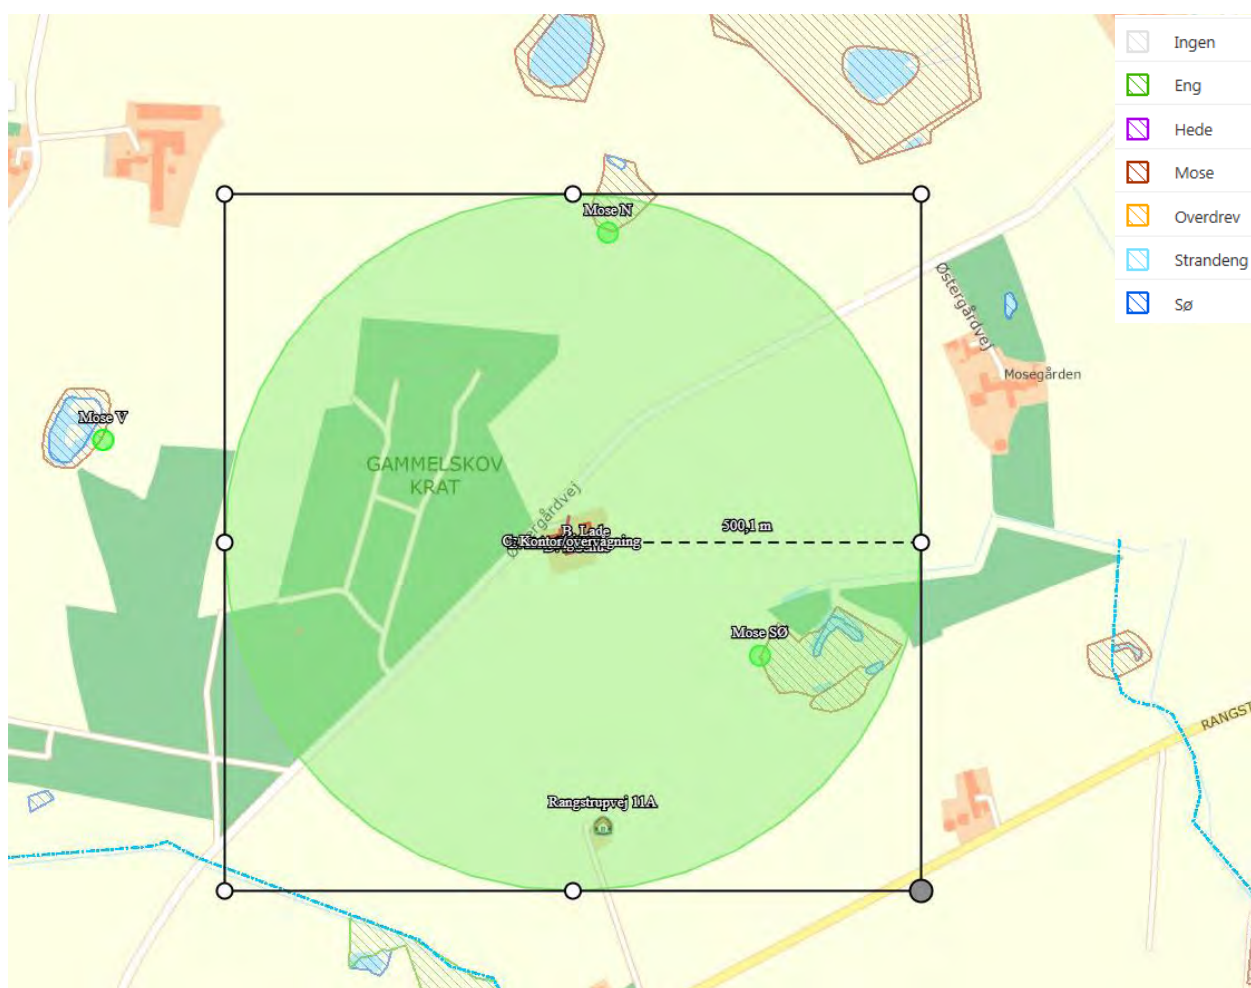 Ingen
Eng
Hede
Mose
Overdrev
Strandeng
Sø
Mose N
Østergårdvej
Mosegården
Mose V
GAMMELSKOV
KRAT
Østergårdvej
B. Lade
C. Kontor/overvågning
500,1 m
Mose SØ
RANGST
Rangstrupvej 11A